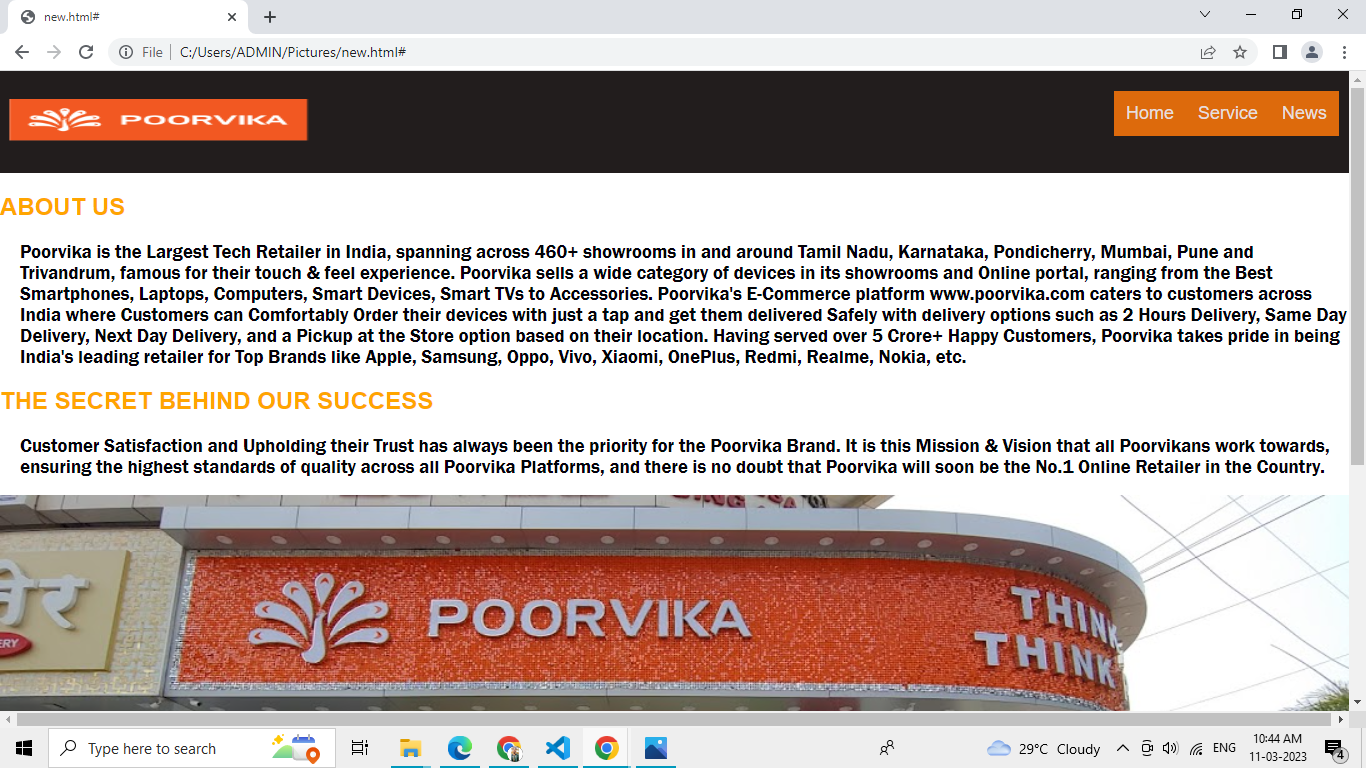 new.html#
File
C:/Users/ADMIN/Pictures/new.html#
POORVIKA
Home Service News
ABOUT US
Poorvika is the Largest Tech Retailer in India, spanning across 460+ showrooms in and around Tamil Nadu, Karnataka, Pondicherry, Mumbai, Pune and
Trivandrum, famous for their touch & feel experience. Poorvika sells a wide category of devices in its showrooms and Online portal, ranging from the Best
Smartphones, Laptops, Computers, Smart Devices, Smart TVs to Accessories. Poorvika's E-Commerce platform www.poorvika.com caters to customers across
India where Customers can Comfortably Order their devices with just a tap and get them delivered Safely with delivery options such as 2 Hours Delivery, Same Day
Delivery, Next Day Delivery, and a Pickup at the Store option based on their location. Having served over 5 Crore+ Happy Customers, Poorvika takes pride in being
India's leading retailer for Top Brands like Apple, Samsung, Oppo, Vivo, Xiaomi, OnePlus, Redmi, Realme, Nokia, etc.
THE SECRET BEHIND OUR SUCCESS
Customer Satisfaction and Upholding their Trust has always been the priority for the Poorvika Brand. It is this Mission & Vision that all Poorvikans work towards,
ensuring the highest standards of quality across all Poorvika Platforms, and there is no doubt that Poorvika will soon be the No.1 Online Retailer in the Country.
POORVIKA
THINK
THINK
Type here to search
29°C Cloudy
ENG
10:44 AM
11-03-2023
4